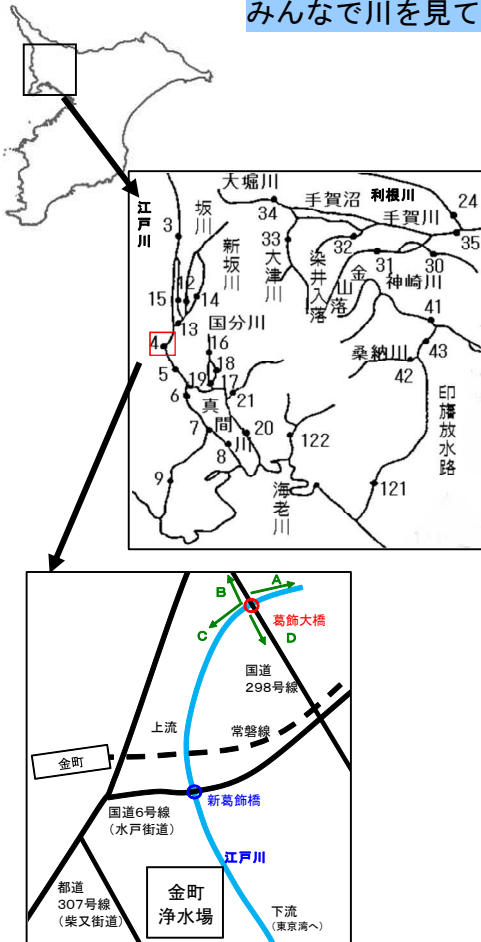 みんなで川を見て
大堀川
手賀沼
利根川
手賀川
24
34
35
江戸川
3
坂川
新坂川
33
大津川
32
染井入落
31
金山落
30
神崎川
12
15
14
13
41
国分川
4
16
桑納川
43
5
18
42
19
17
6
21
真間川
印旛放水路
7
20
8
122
9
海老川
121
A
B
葛飾大橋
C
D
国道
298号線
上流
常磐線
金町
新葛飾橋
国道6号線
(水戸街道)
江戸川
都道
307号線
(柴又街道)
金町
浄水場
下流
(東京湾へ)